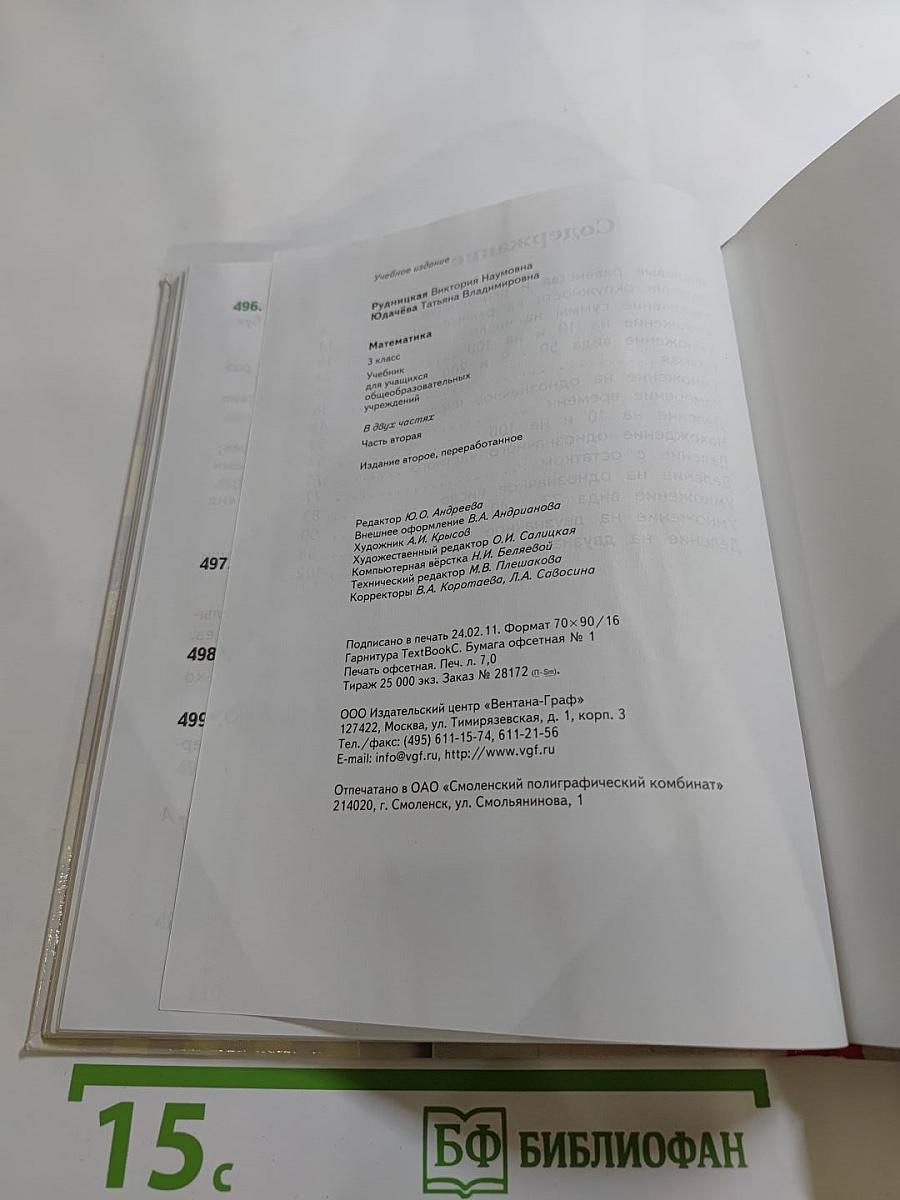 Учебное издание
Рудницкая Виктория Наумовна
Юдачёва Татьяна Владимировна
Математика
3 класс
Учебник
для учащихся
общеобразовательных
учреждений
В двух частях
Часть вторая
Издание второе, переработанное
Редактор Ю.О. Андреева
Внешнее оформление В.А. Андрианова
Художник А.И. Крысов
Художественный редактор О.И. Салицкая
Компьютерная вёрстка Н.И. Беляевой
Технический редактор М.В. Плешакова
Корректоры В.А. Коротаева, Л.А. Савосина
Подписано в печать 24.02.11. Формат 70×90/16
Гарнитура TextBookC. Бумага офсетная № 1
Печать офсетная. Печ. л. 7,0
Тираж 25 000 экз. Заказ № 28172 (П-Sm).
ООО Издательский центр «Вентана-Граф»
127422, Москва, ул. Тимирязевская, д. 1, корп. 3
Тел./факс: (495) 611-15-74, 611-21-56
E-mail: info@vgf.ru, http://www.vgf.ru
Отпечатано в ОАО «Смоленский полиграфический комбинат»
214020, г. Смоленск, ул. Смольянинова, 1
496.
497.
498
499
15 с
БФ БИБЛИОФАН